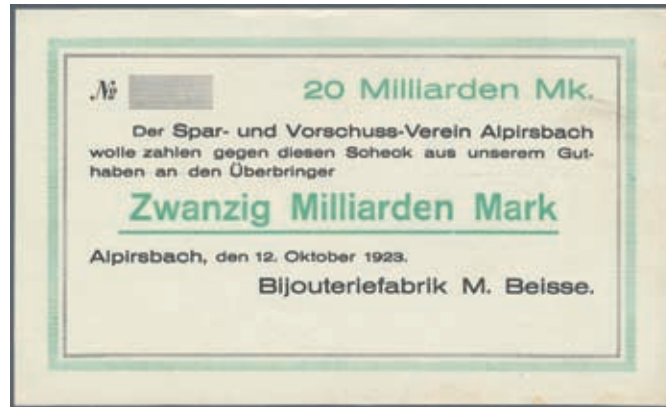 № 20 Milliarden Mk.
Der Spar- und Vorschuss-Verein Alpirsbach
wolle zahlen gegen diesen Scheck aus unserem Gut-
haben an den Überbringer
Zwanzig Milliarden Mark
Alpirsbach, den 12. Oktober 1923.
Bijouteriefabrik M. Beisse.